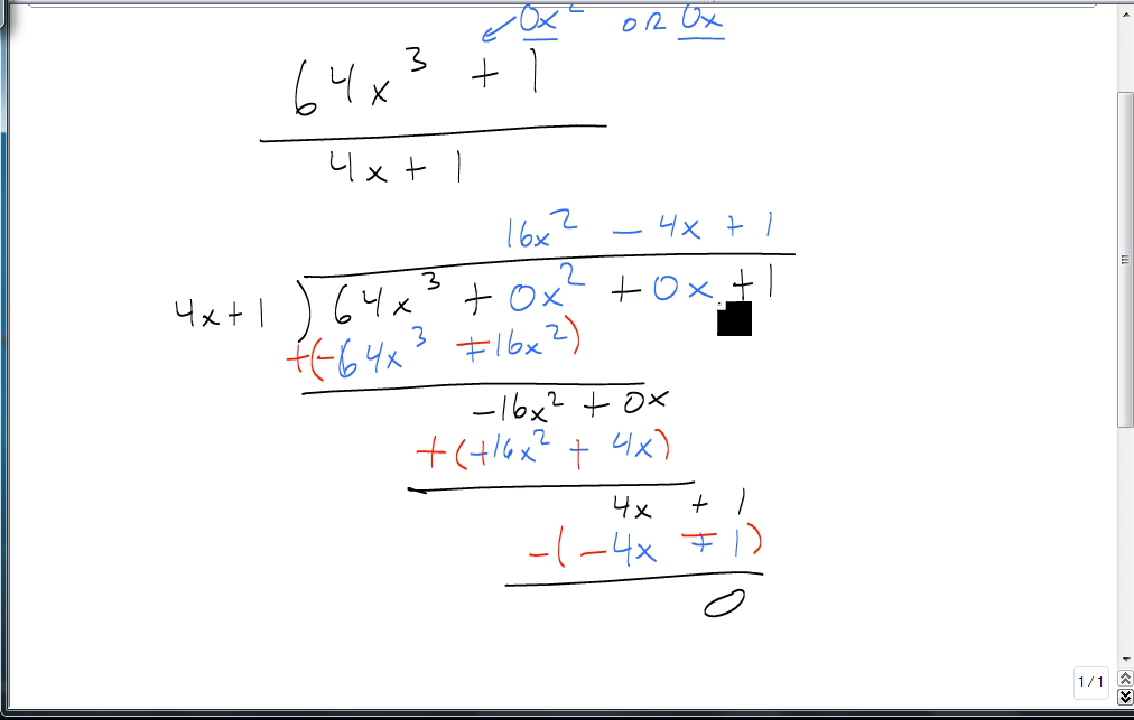 0x² OR 0x
64x³ + 1
4x + 1
16x² - 4x + 1
4x+1 ) 64x³ + 0x² + 0x + 1
+(-64x³ ∓16x²)
-16x² + 0x
+(+16x² + 4x)
4x + 1
-(-4x ∓ 1)
0
1/1